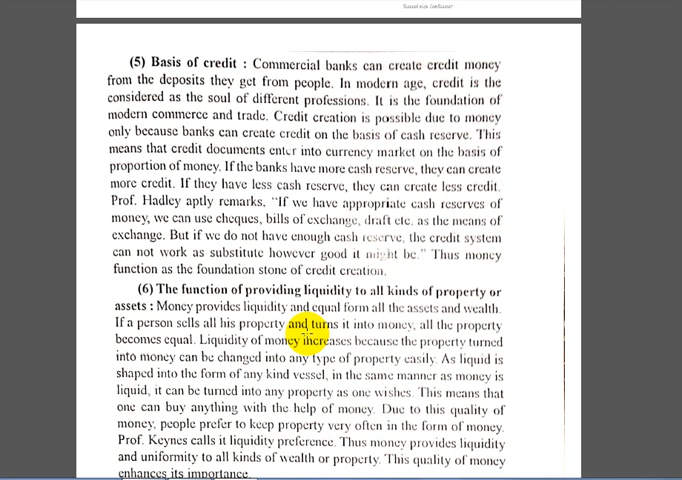 Scanned with CamScanner
(5) Basis of credit : Commercial banks can create credit money
from the deposits they get from people. In modern age, credit is the
considered as the soul of different professions. It is the foundation of
modern commerce and trade. Credit creation is possible due to money
only because banks can create credit on the basis of cash reserve. This
means that credit documents enter into currency market on the basis of
proportion of money. If the banks have more cash reserve, they can create
more credit. If they have less cash reserve, they can create less credit.
Prof. Hadley aptly remarks. "If we have appropriate cash reserves of
money, we can use cheques, bills of exchange, draft etc. as the means of
exchange. But if we do not have enough cash reserve, the credit system
can not work as substitute however good it might be." Thus money
function as the foundation stone of credit creation.
(6) The function of providing liquidity to all kinds of property or
assets : Money provides liquidity and equal form all the assets and wealth.
If a person sells all his property and turns it into money, all the property
becomes equal. Liquidity of money increases because the property turned
into money can be changed into any type of property easily. As liquid is
shaped into the form of any kind vessel, in the same manner as money is
liquid, it can be turned into any property as one wishes. This means that
one can buy anything with the help of money. Due to this quality of
money, people prefer to keep property very often in the form of money.
Prof. Keynes calls it liquidity preference. Thus money provides liquidity
and uniformity to all kinds of wealth or property. This quality of money
enhances its importance.